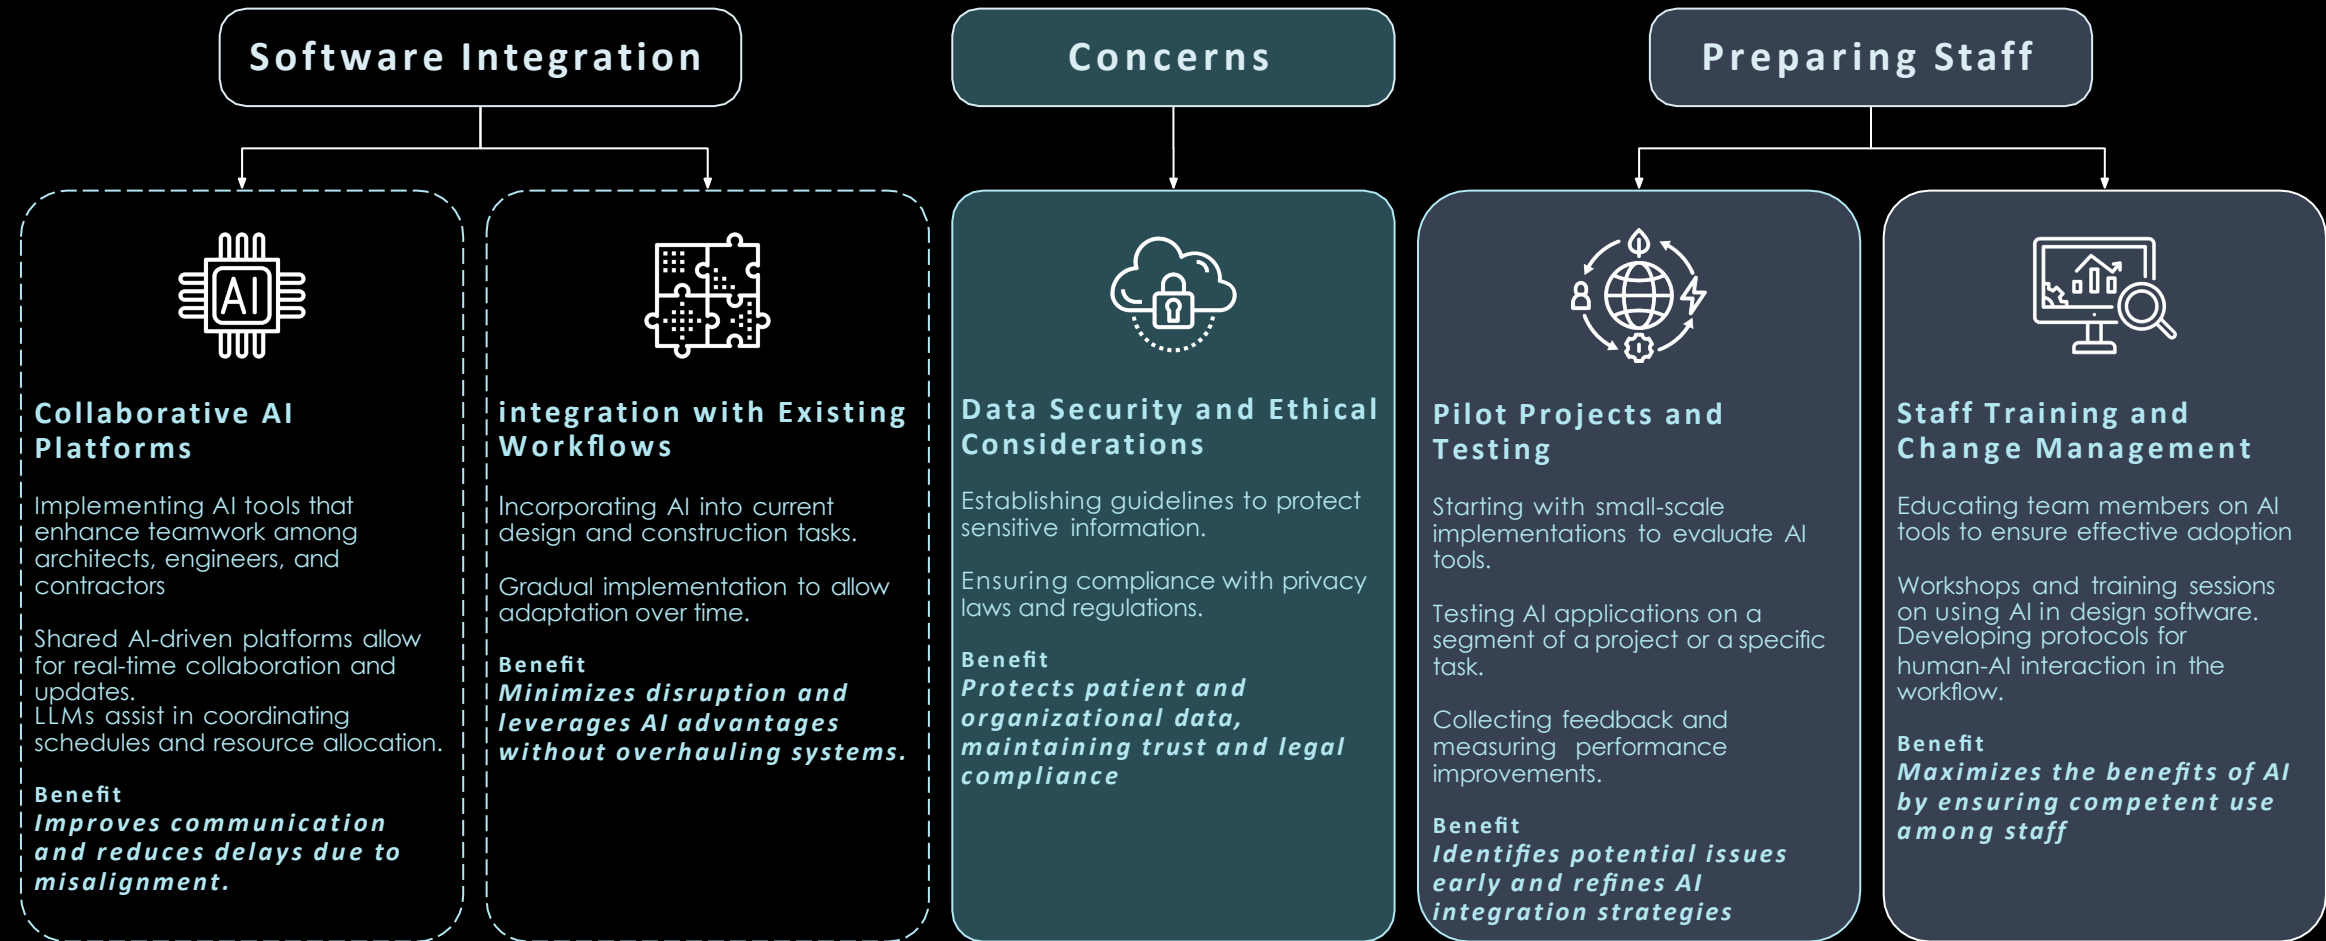 Software Integration
Concerns
Preparing Staff
AI
Collaborative AI
Platforms
Implementing AI tools that
enhance teamwork among
architects, engineers, and
contractors
Shared AI-driven platforms allow
for real-time collaboration and
updates.
LLMs assist in coordinating
schedules and resource allocation.
Benefit
Improves communication
and reduces delays due to
misalignment.
integration with Existing
Workflows
Incorporating AI into current
design and construction tasks.
Gradual implementation to allow
adaptation over time.
Benefit
Minimizes disruption and
leverages AI advantages
without overhauling systems.
Data Security and Ethical
Considerations
Establishing guidelines to protect
sensitive information.
Ensuring compliance with privacy
laws and regulations.
Benefit
Protects patient and
organizational data,
maintaining trust and legal
compliance
Pilot Projects and
Testing
Starting with small-scale
implementations to evaluate AI
tools.
Testing AI applications on a
segment of a project or a specific
task.
Collecting feedback and
measuring performance
improvements.
Benefit
Identifies potential issues
early and refines AI
integration strategies
Staff Training and
Change Management
Educating team members on AI
tools to ensure effective adoption
Workshops and training sessions
on using AI in design software.
Developing protocols for
human-AI interaction in the
workflow.
Benefit
Maximizes the benefits of AI
by ensuring competent use
among staff